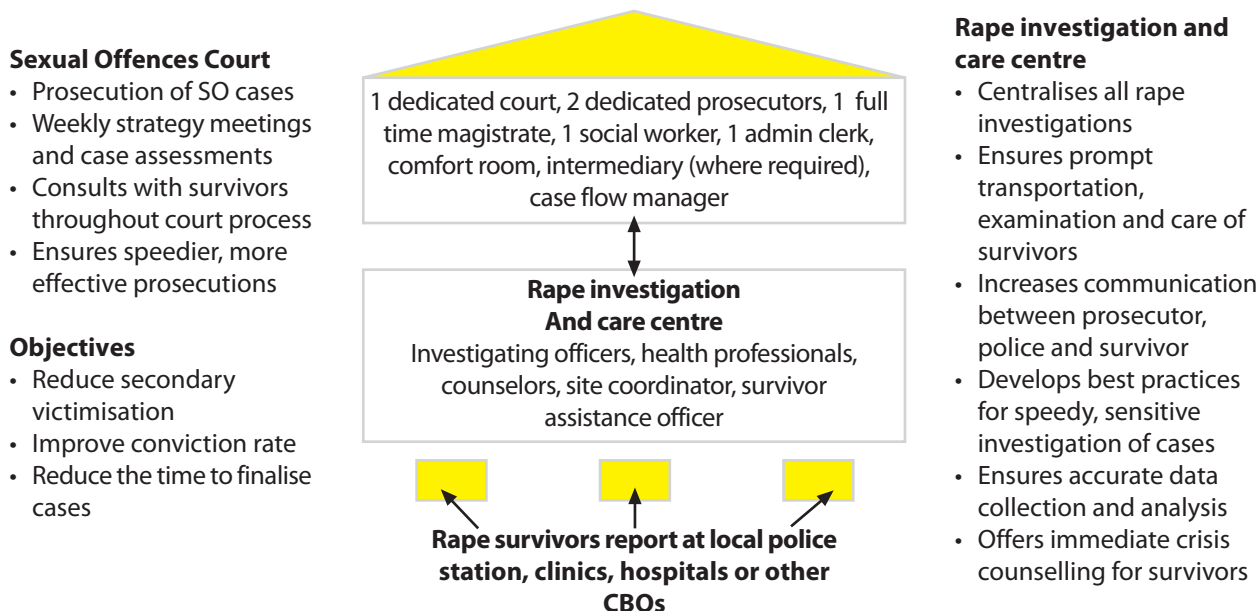 Sexual Offences Court
• Prosecution of SO cases
• Weekly strategy meetings
and case assessments
• Consults with survivors
throughout court process
• Ensures speedier, more
effective prosecutions
Objectives
• Reduce secondary
victimisation
• Improve conviction rate
• Reduce the time to finalise
cases
1 dedicated court, 2 dedicated prosecutors, 1 full
time magistrate, 1 social worker, 1 admin clerk,
comfort room, intermediary (where required),
case flow manager
Rape investigation
And care centre
Investigating officers, health professionals,
counselors, site coordinator, survivor
assistance officer
Rape survivors report at local police
station, clinics, hospitals or other
CBOs
Rape investigation and
care centre
• Centralises all rape
investigations
• Ensures prompt
transportation,
examination and care of
survivors
• Increases communication
between prosecutor,
police and survivor
• Develops best practices
for speedy, sensitive
investigation of cases
• Ensures accurate data
collection and analysis
• Offers immediate crisis
counselling for survivors